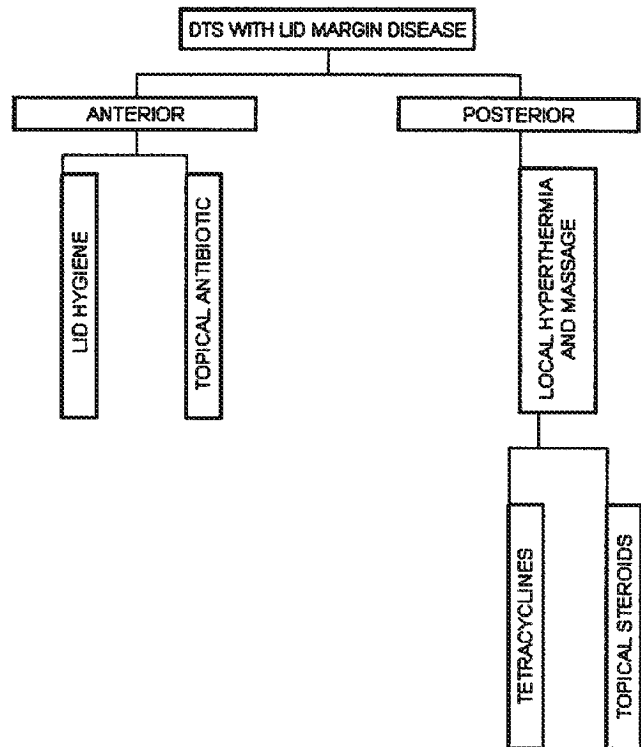 DTS WITH LID MARGIN DISEASE
ANTERIOR
POSTERIOR
LID HYGIENE
TOPICAL ANTIBIOTIC
LOCAL HYPERTHERMIA
AND MASSAGE
TETRACYCLINES
TOPICAL STEROIDS